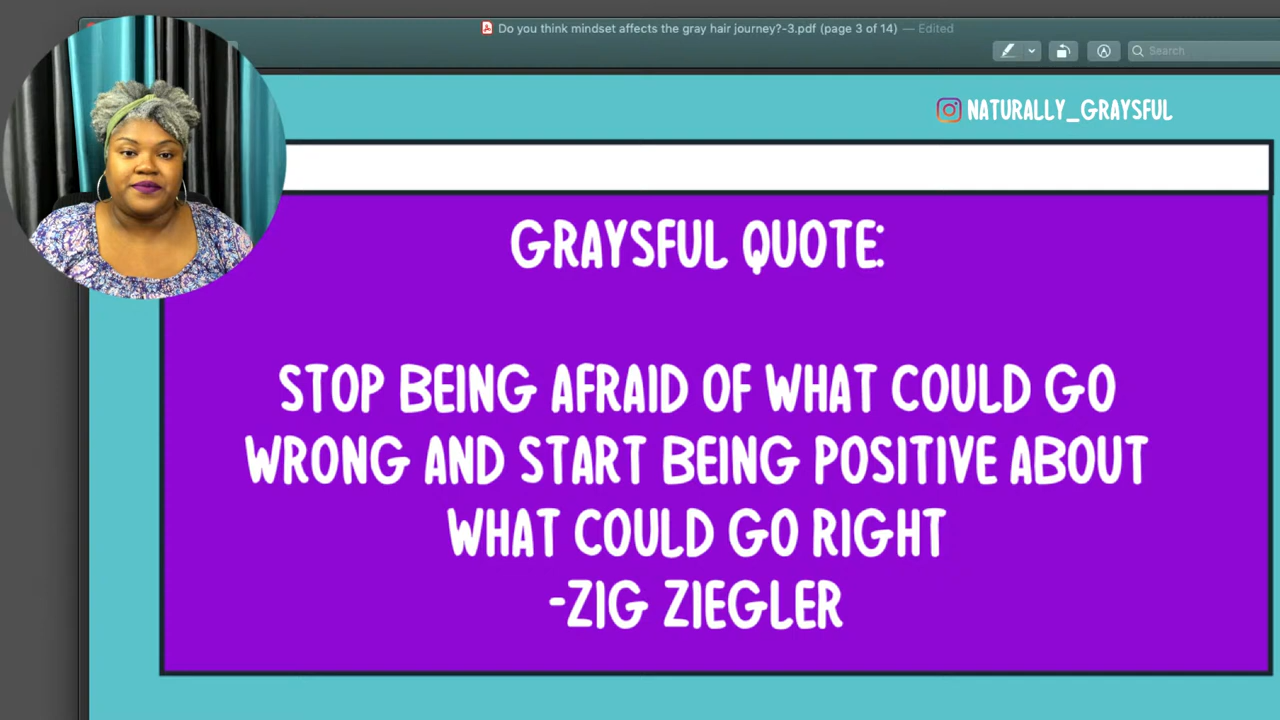 Do you think mindset affects the gray hair journey?-3.pdf (page 3 of 14) — Edited
Search
NATURALLY_GRAYSFUL
GRAYSFUL QUOTE:
STOP BEING AFRAID OF WHAT COULD GO
WRONG AND START BEING POSITIVE ABOUT
WHAT COULD GO RIGHT
-ZIG ZIEGLER